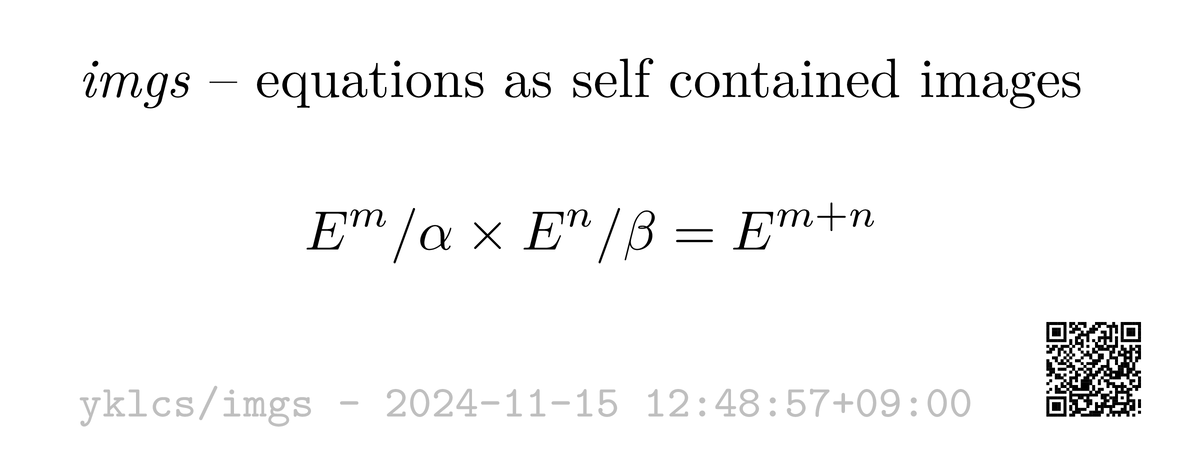 imgs – equations as self contained images
E^m/α × E^n/β = E^{m+n}
yklcs/imgs - 2024-11-15 12:48:57+09:00